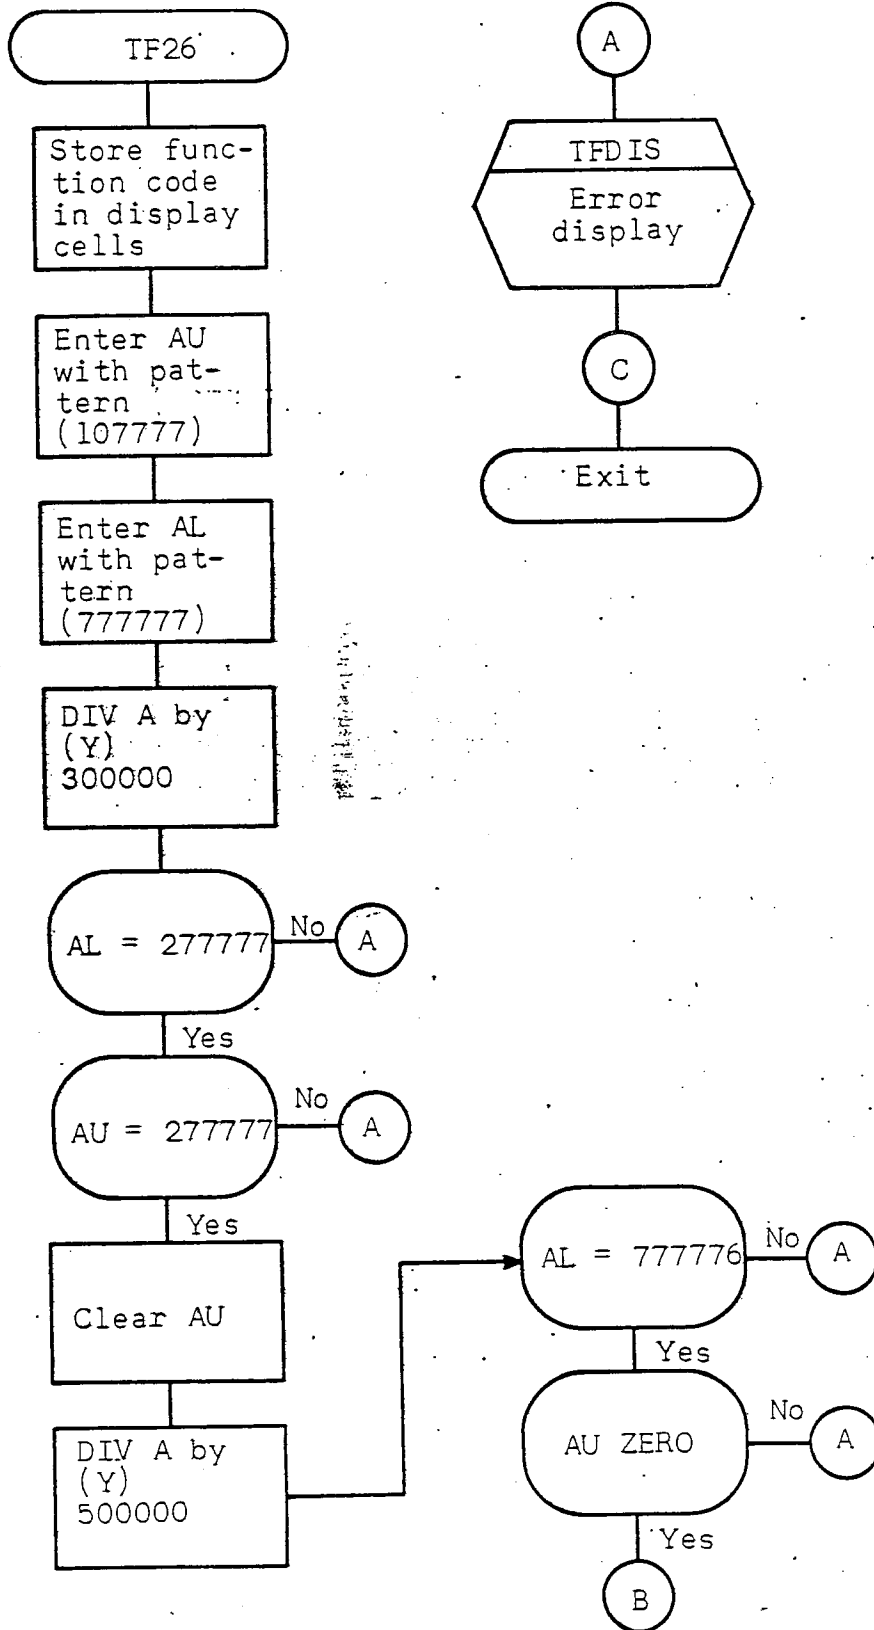 TF26
Store func-
tion code
in display
cells
Enter AU
with pat-
tern
(107777)
Enter AL
with pat-
tern
(777777)
DIV A by
(Y)
300000
AL = 277777
No
A
Yes
AU = 277777
No
A
Yes
Clear AU
DIV A by
(Y)
500000
A
TFDIS
Error
display
C
Exit
AL = 777776
No
A
Yes
AU ZERO
No
A
Yes
B